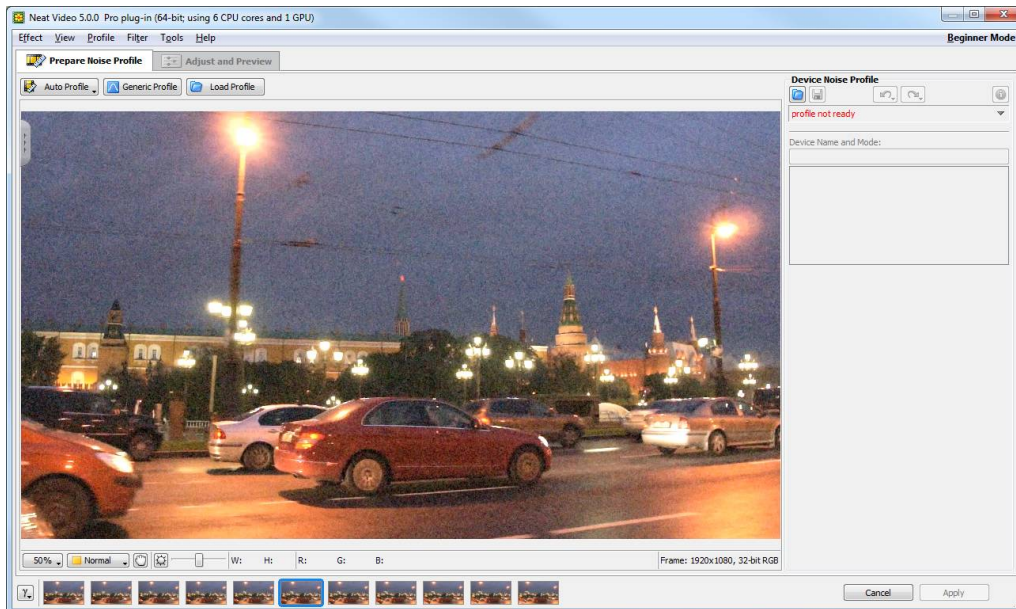 Neat Video 5.0.0 Pro plug-in (64-bit; using 6 CPU cores and 1 GPU)
Effect View Profile Filter Tools Help Beginner Mode
Prepare Noise Profile Adjust and Preview
Auto Profile Generic Profile Load Profile
Device Noise Profile
profile not ready
Device Name and Mode:
50% Normal W: H: R: G: B: Frame: 1920x1080, 32-bit RGB
Cancel Apply